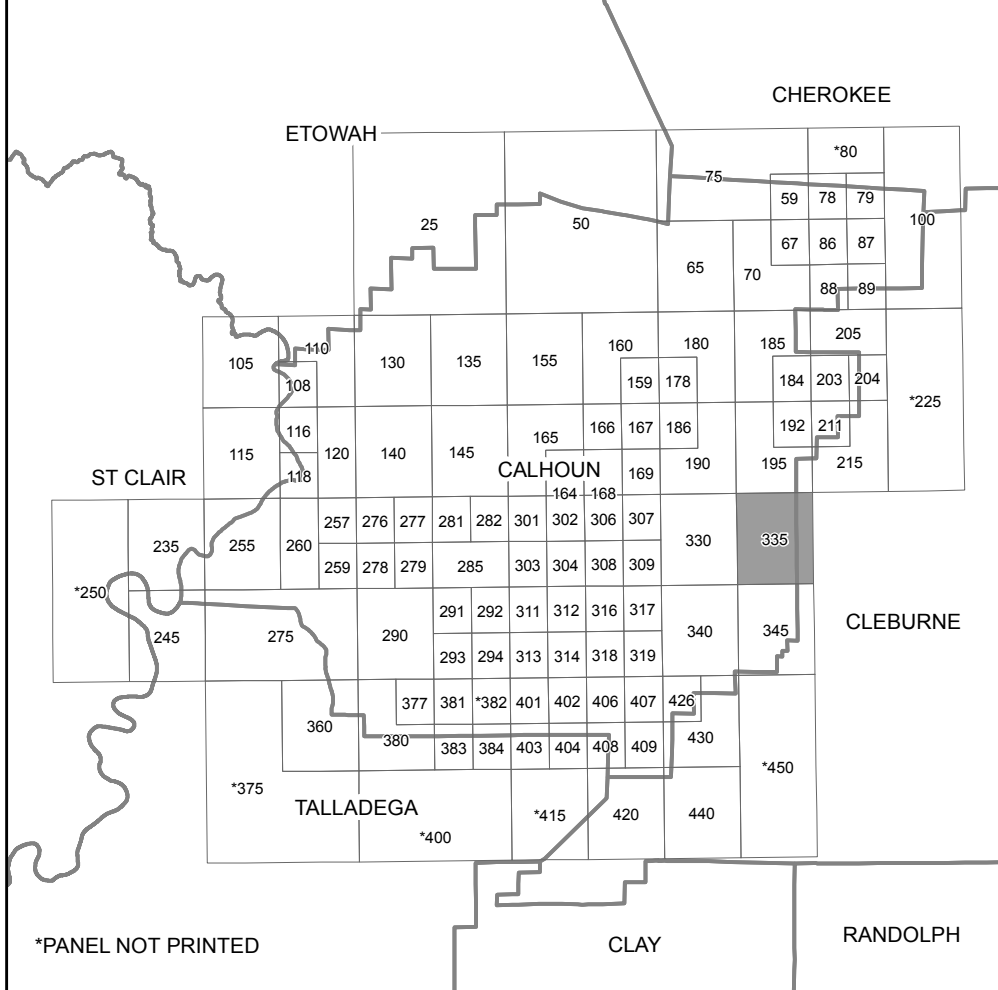 CHEROKEE
ETOWAH
*80
75
59 78 79
25 50 100
67 86 87
65 70
88 89
110 160 180 185 205
105 130 135 155
108 159 178 184 203 204
*225
116 166 167 186 192 211
115 120 140 145 165
ST CLAIR CALHOUN 169 190 195 215
118
164 168
257 276 277 281 282 301 302 306 307
235 255 260 330 335
259 278 279 285 303 304 308 309
*250
291 292 311 312 316 317
245 275 290 340 345 CLEBURNE
293 294 313 314 318 319
377 381 *382 401 402 406 407 426
360 380 383 384 403 404 408 409 430
*375 *450
TALLADEGA *415 420 440
*400
*PANEL NOT PRINTED CLAY RANDOLPH